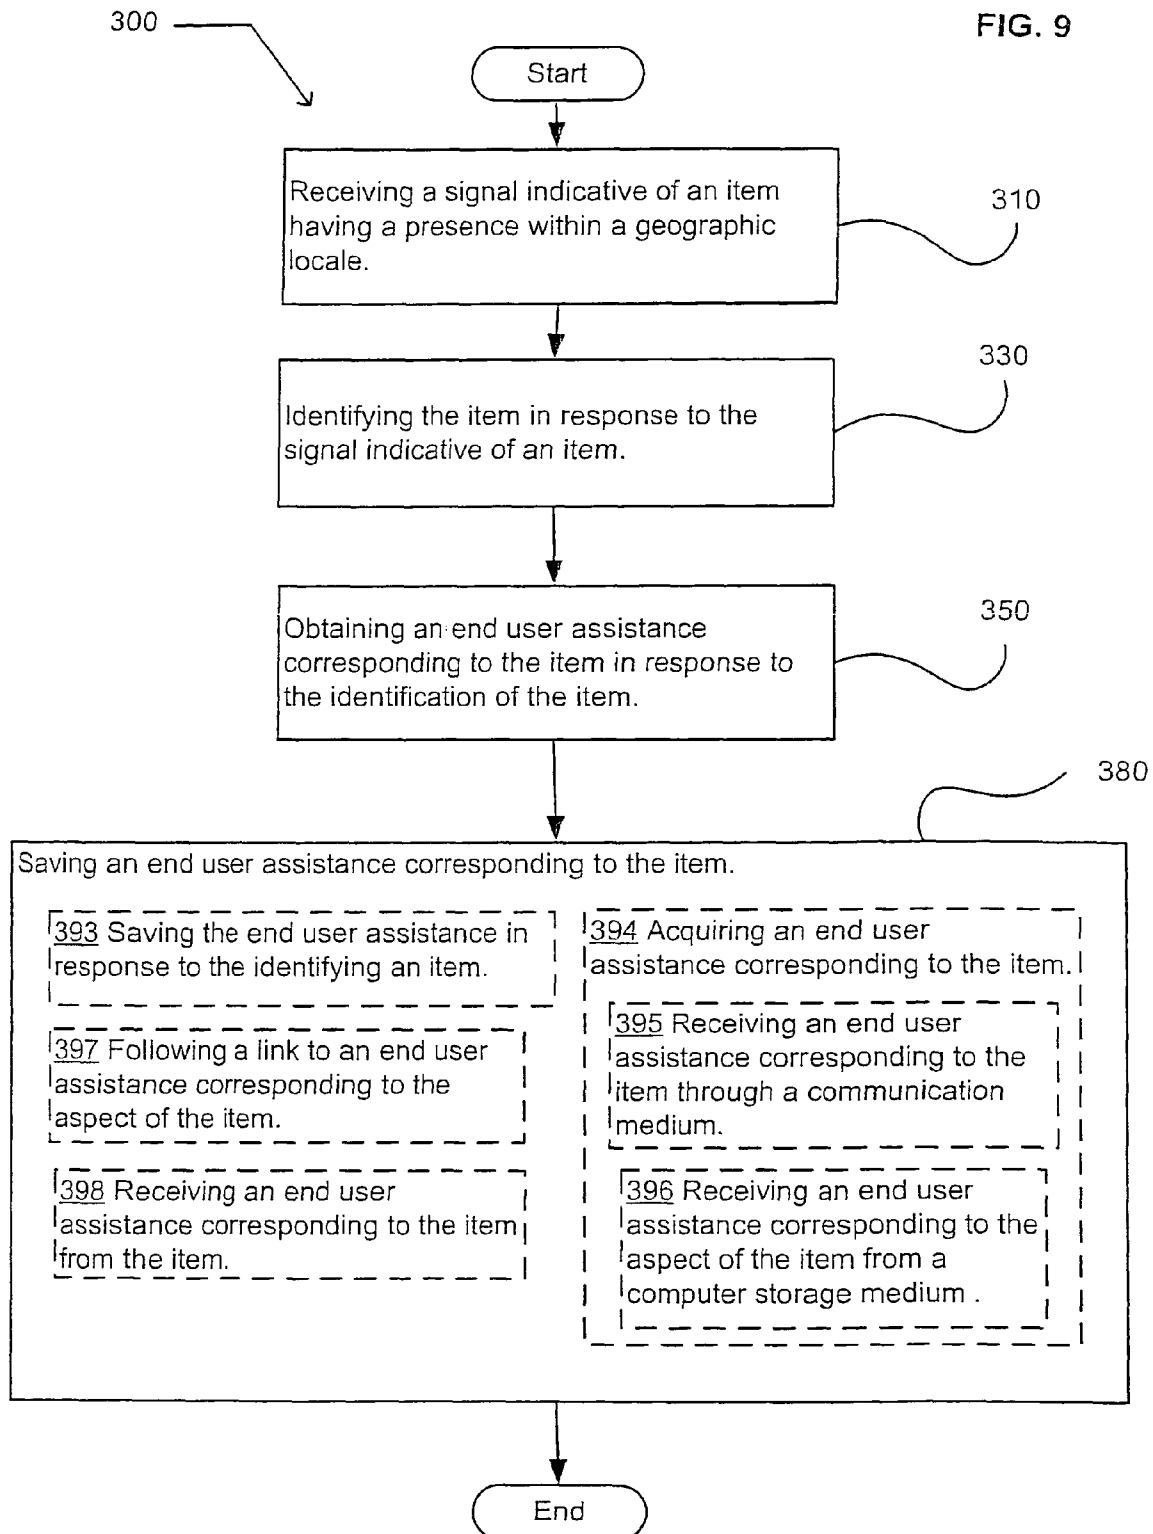 300
FIG. 9
Start
Receiving a signal indicative of an item
having a presence within a geographic
locale.
310
Identifying the item in response to the
signal indicative of an item.
330
Obtaining an end user assistance
corresponding to the item in response to
the identification of the item.
350
380
Saving an end user assistance corresponding to the item.
393 Saving the end user assistance in
response to the identifying an item.
397 Following a link to an end user
assistance corresponding to the
aspect of the item.
398 Receiving an end user
assistance corresponding to the item
from the item.
394 Acquiring an end user
assistance corresponding to the item.
395 Receiving an end user
assistance corresponding to the
item through a communication
medium.
396 Receiving an end user
assistance corresponding to the
aspect of the item from a
computer storage medium .
End